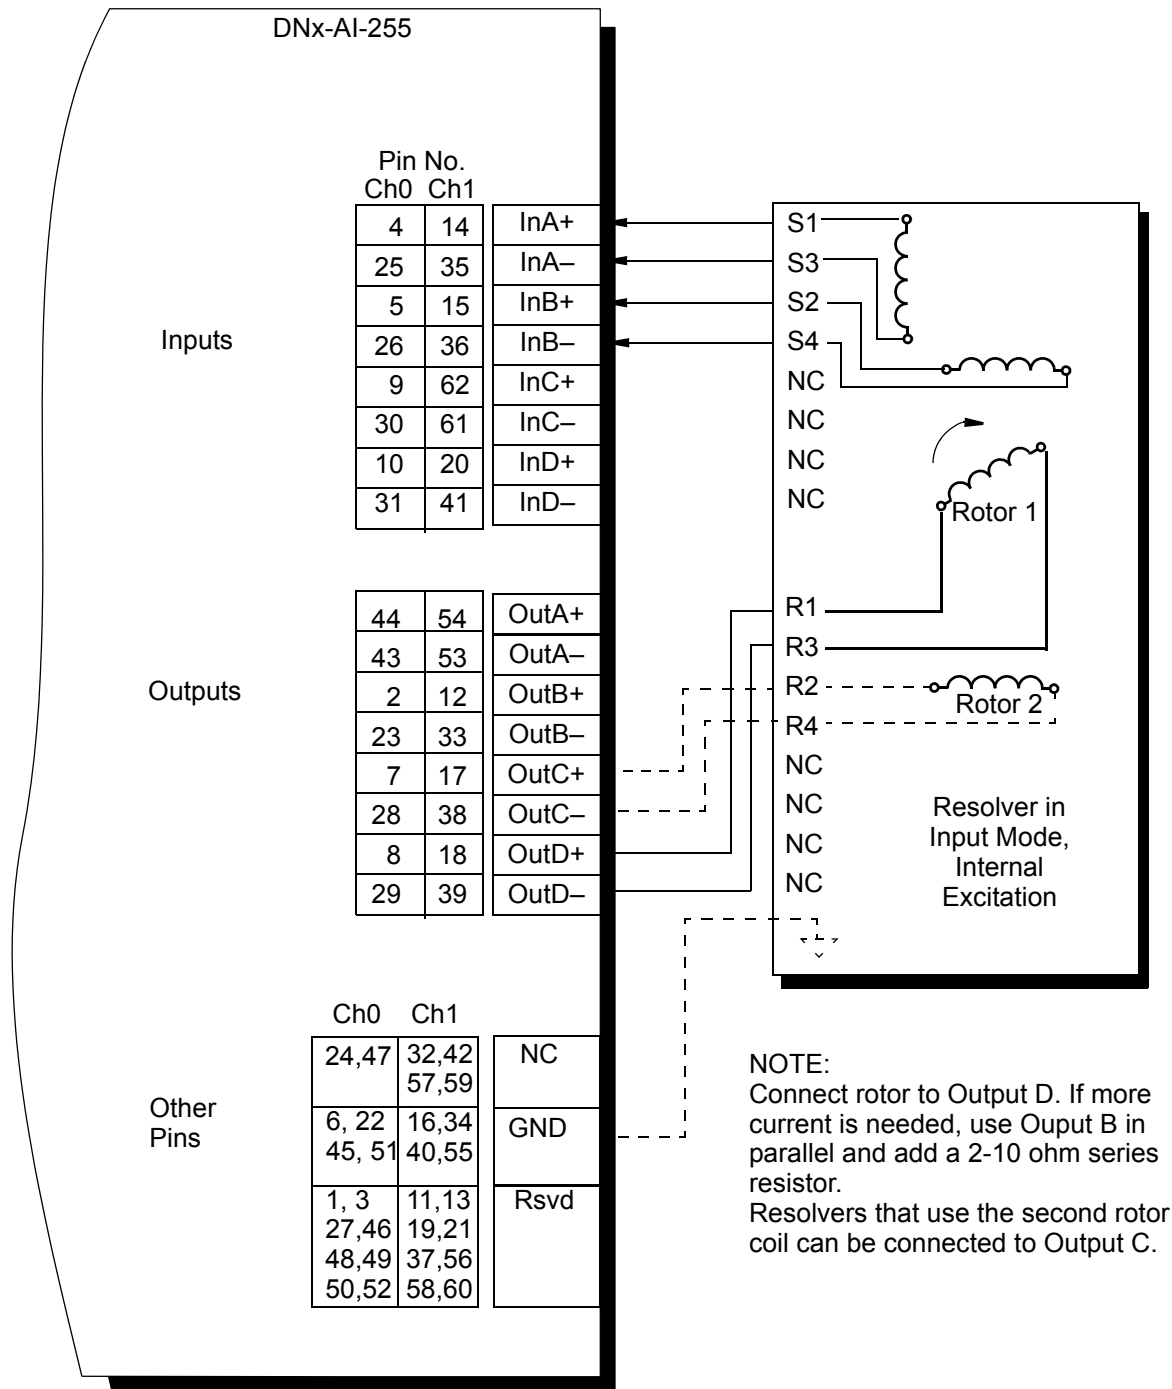 DNx-AI-255
Pin No.
Ch0 Ch1
Inputs
4 14 InA+
25 35 InA–
5 15 InB+
26 36 InB–
9 62 InC+
30 61 InC–
10 20 InD+
31 41 InD–
Outputs
44 54 OutA+
43 53 OutA–
2 12 OutB+
23 33 OutB–
7 17 OutC+
28 38 OutC–
8 18 OutD+
29 39 OutD–
Other
Pins
Ch0 Ch1
24,47 32,42 NC
57,59
6, 22 16,34 GND
45, 51 40,55
1, 3 11,13 Rsvd
27,46 19,21
48,49 37,56
50,52 58,60
S1
S3
S2
S4
NC
NC
NC
NC
Rotor 1
R1
R3
R2
Rotor 2
R4
NC
NC
NC
NC
Resolver in
Input Mode,
Internal
Excitation
NOTE:
Connect rotor to Output D. If more
current is needed, use Ouput B in
parallel and add a 2-10 ohm series
resistor.
Resolvers that use the second rotor
coil can be connected to Output C.